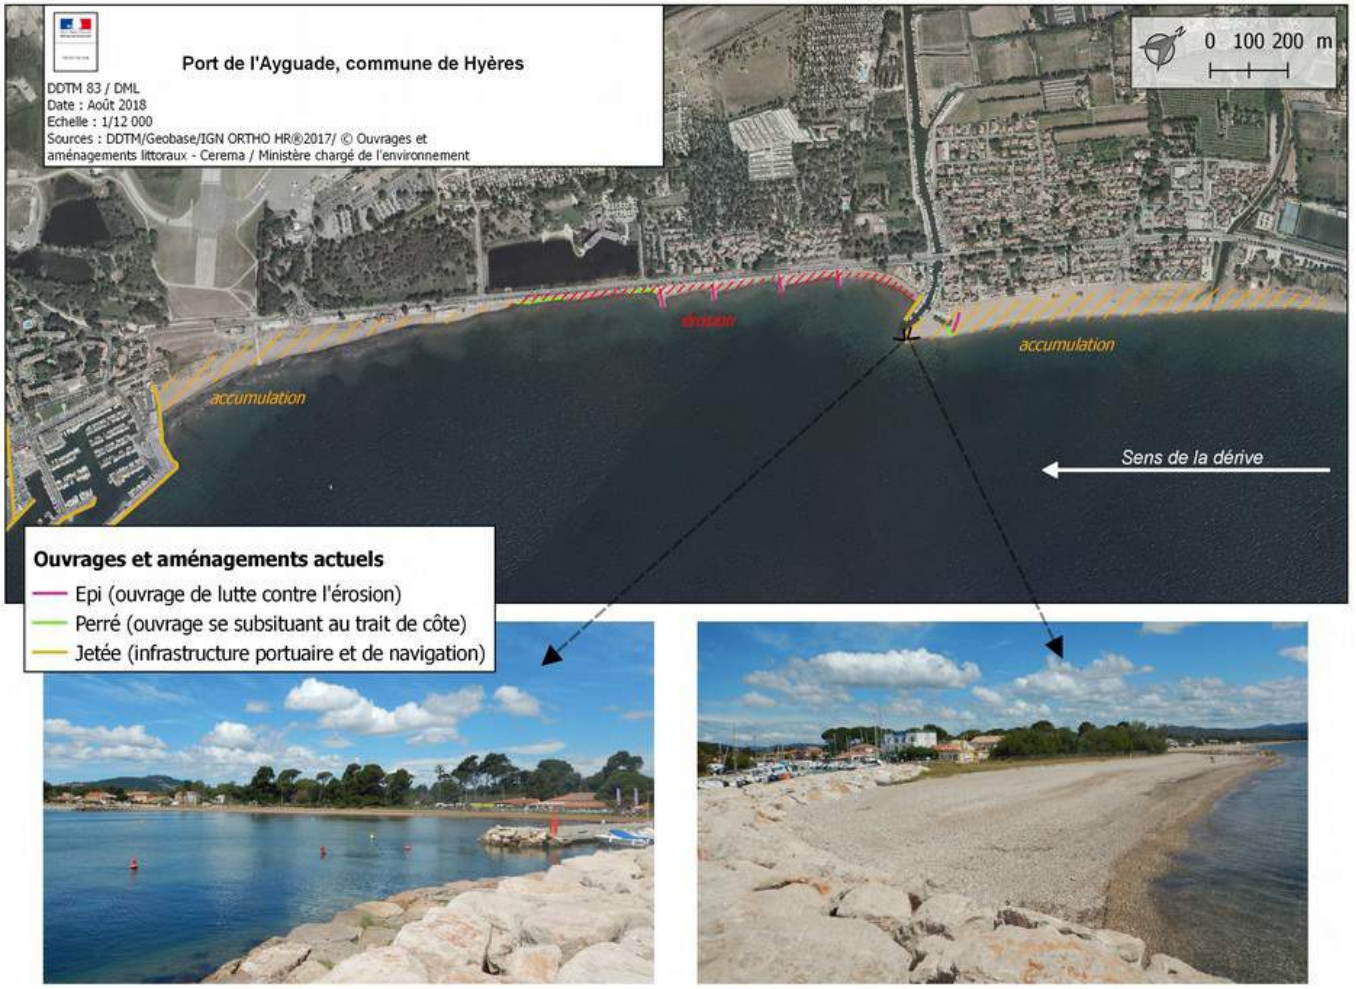 Port de l'Ayguade, commune de Hyères
DDTM 83 / DML
Date : Août 2018
Echelle : 1/12 000
Sources : DDTM/Geobase/IGN ORTHO HR®2017/ © Ouvrages et
aménagements littoraux - Cerema / Ministère chargé de l'environnement
0 100 200 m
érosion
accumulation
accumulation
Sens de la dérive
Ouvrages et aménagements actuels
Epi (ouvrage de lutte contre l'érosion)
Perré (ouvrage se subsituant au trait de côte)
Jetée (infrastructure portuaire et de navigation)